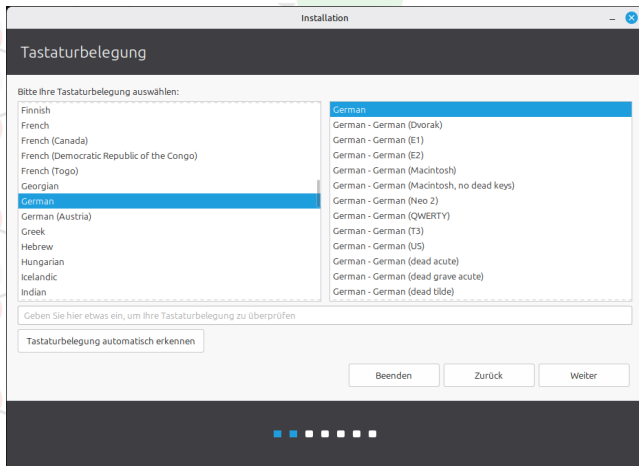 Installation
Tastaturbelegung
Bitte Ihre Tastaturbelegung auswählen:
Finnish
French
French (Canada)
French (Democratic Republic of the Congo)
French (Togo)
Georgian
German
German (Austria)
Greek
Hebrew
Hungarian
Icelandic
Indian
German
German - German (Dvorak)
German - German (E1)
German - German (E2)
German - German (Macintosh)
German - German (Macintosh, no dead keys)
German - German (Neo 2)
German - German (QWERTY)
German - German (T3)
German - German (US)
German - German (dead acute)
German - German (dead grave acute)
German - German (dead tilde)
Geben Sie hier etwas ein, um Ihre Tastaturbelegung zu überprüfen
Tastaturbelegung automatisch erkennen
Beenden Zurück Weiter